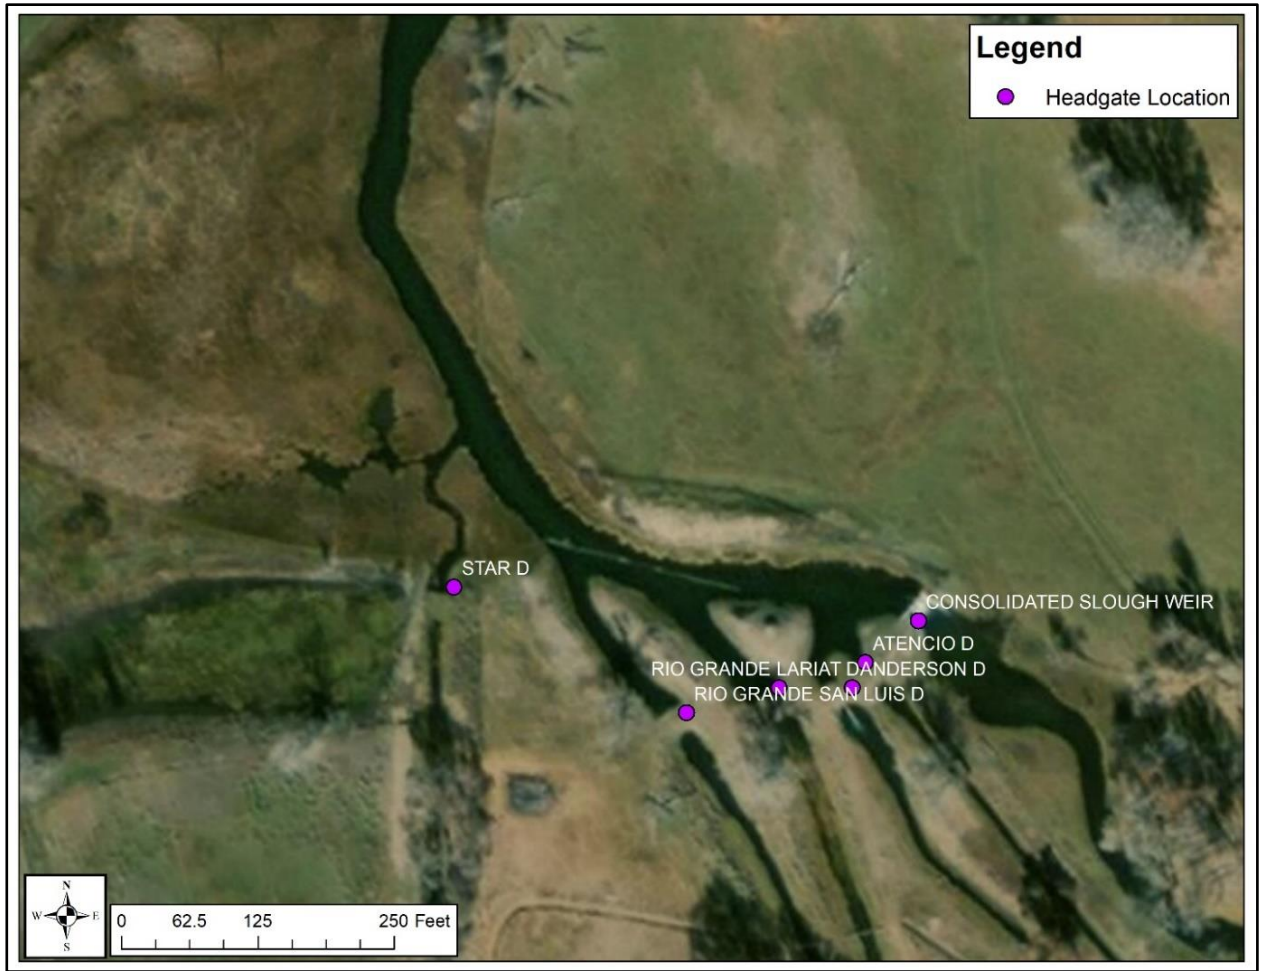 Legend
Headgate Location
STAR D
CONSOLIDATED SLOUGH WEIR
ATENCIO D
RIO GRANDE LARIAT DANDERSON D
RIO GRANDE SAN LUIS D
N
W E
S
0 62.5 125 250 Feet